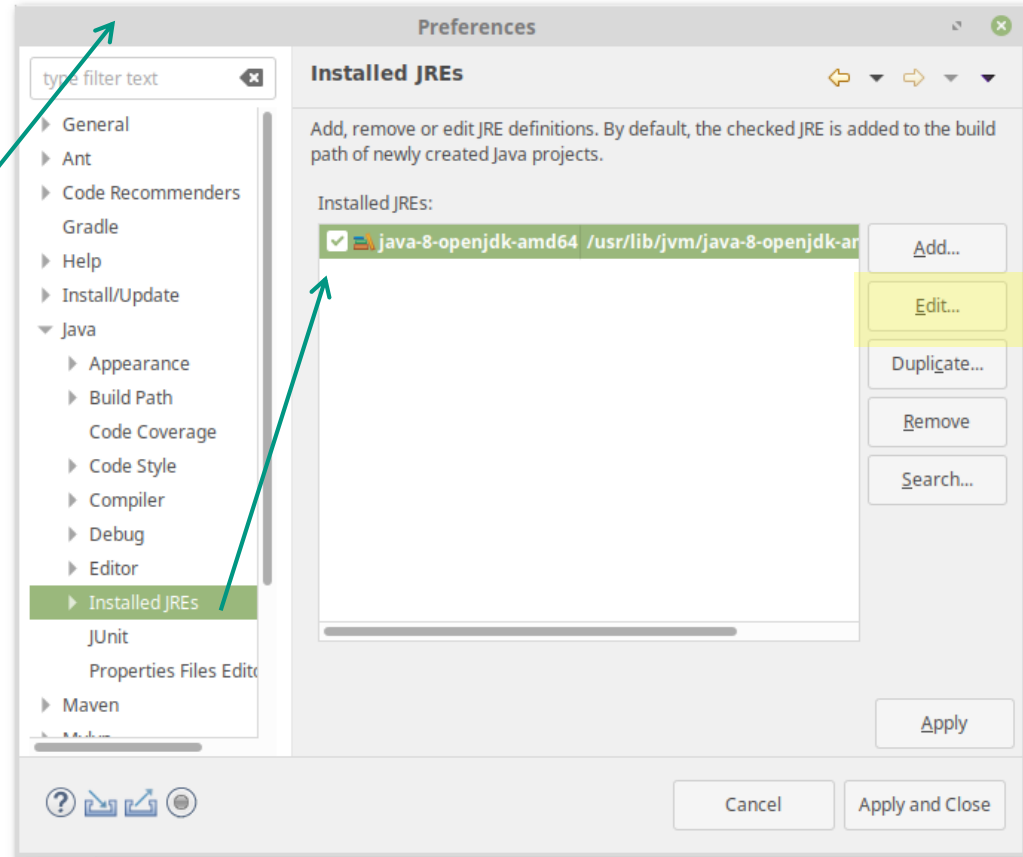 Preferences
type filter text
Installed JREs
General
Ant
Code Recommenders
Gradle
Help
Install/Update
Java
Appearance
Build Path
Code Coverage
Code Style
Compiler
Debug
Editor
Installed JREs
JUnit
Properties Files Edito
Maven
Mylyn
Add, remove or edit JRE definitions. By default, the checked JRE is added to the build
path of newly created Java projects.
Installed JREs:
java-8-openjdk-amd64 /usr/lib/jvm/java-8-openjdk-am
Add...
Edit...
Duplicate...
Remove
Search...
Apply
Cancel
Apply and Close